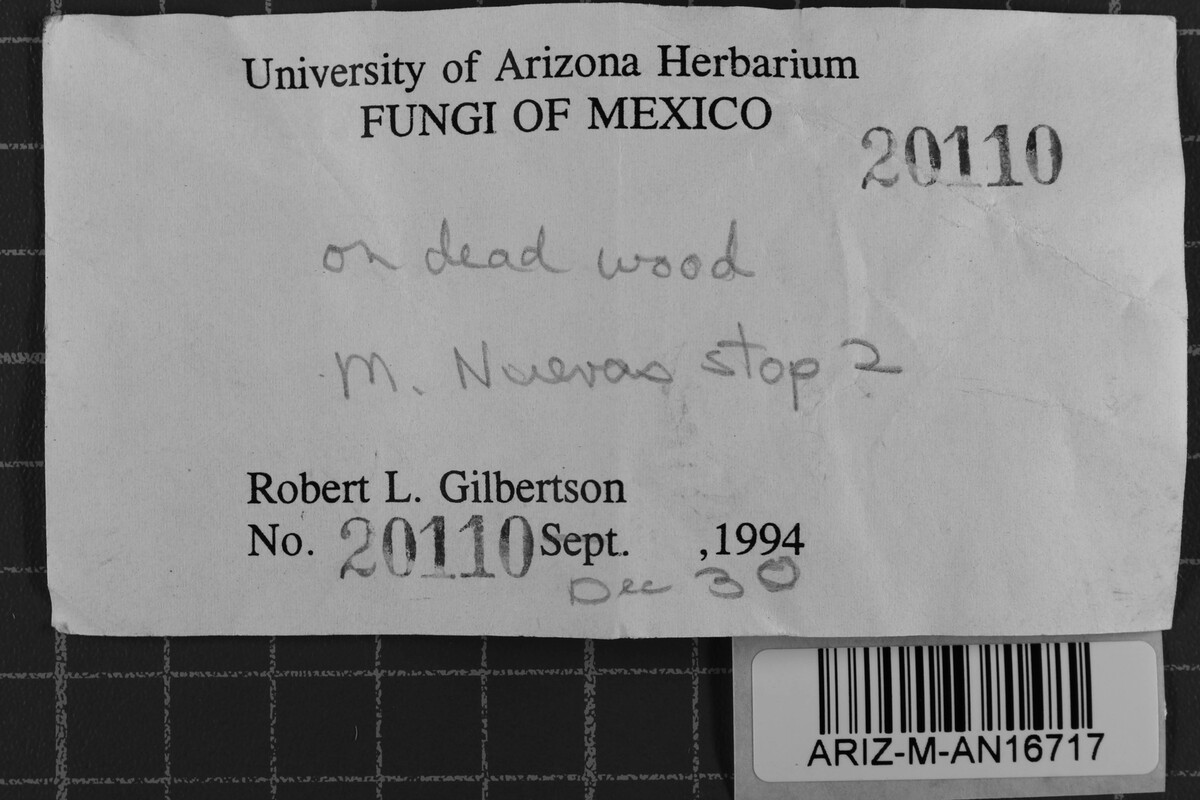 University of Arizona Herbarium
FUNGI OF MEXICO
20110
on dead wood
M. Nuevas stop 2
Robert L. Gilbertson
No. 20110 Sept. , 1994
Dec 30
ARIZ-M-AN16717